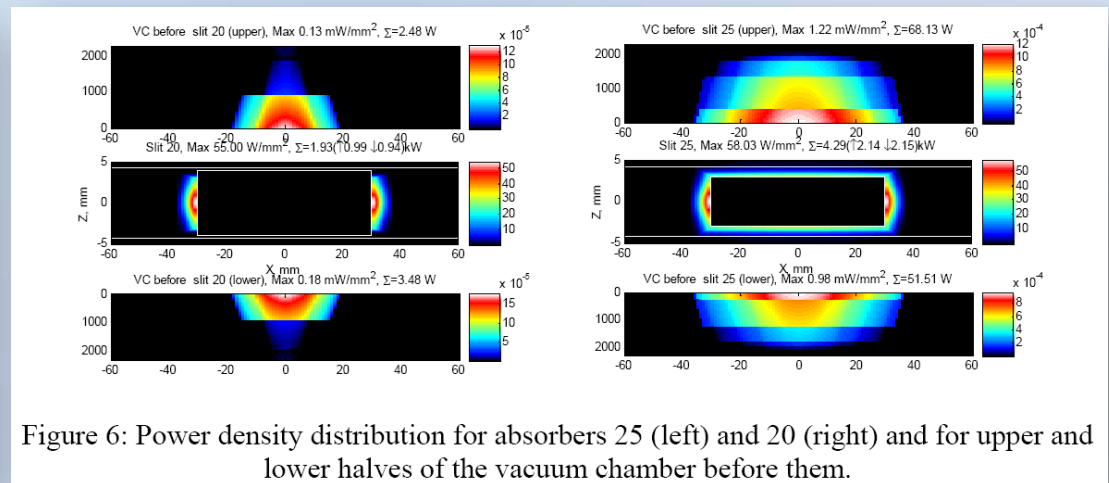 VC before slit 20 (upper), Max 0.13 mW/mm², Σ=2.48 W
x 10⁻⁵
2000
1000
0
-60 -40 -20 0 20 40 60
12
10
8
6
4
2
Slit 20, Max 55.00 W/mm², Σ=1.93(↑0.99 ↓0.94)kW
5
0
-5
Z, mm
-60 -40 -20 0 20 40 60
X, mm
50
40
30
20
10
VC before slit 20 (lower), Max 0.18 mW/mm², Σ=3.48 W
x 10⁻⁵
0
1000
2000
-60 -40 -20 0 20 40 60
15
10
5
VC before slit 25 (upper), Max 1.22 mW/mm², Σ=68.13 W
x 10⁻⁴
2000
1000
0
-60 -40 -20 0 20 40 60
12
10
8
6
4
2
Slit 25, Max 58.03 W/mm², Σ=4.29(↑2.14 ↓2.15)kW
5
0
-5
Z, mm
-60 -40 -20 0 20 40 60
X, mm
50
40
30
20
10
VC before slit 25 (lower), Max 0.98 mW/mm², Σ=51.51 W
x 10⁻⁴
0
1000
2000
-60 -40 -20 0 20 40 60
8
6
4
2
Figure 6: Power density distribution for absorbers 25 (left) and 20 (right) and for upper and
lower halves of the vacuum chamber before them.